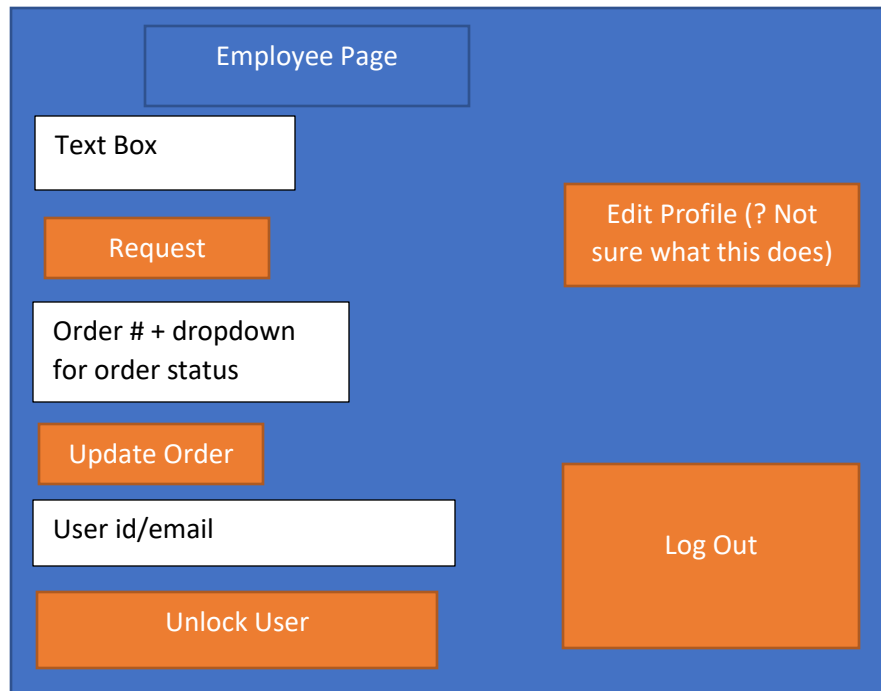 Employee Page
Text Box
Request
Edit Profile (? Not
sure what this does)
Order # + dropdown
for order status
Update Order
User id/email
Log Out
Unlock User